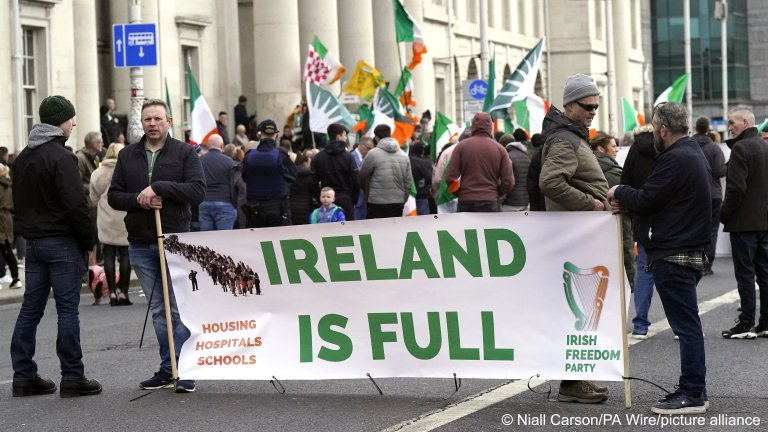 IRELAND
IS FULL
HOUSING
HOSPITALS
SCHOOLS
IRISH
FREEDOM
PARTY
© Niall Carson/PA Wire/picture alliance